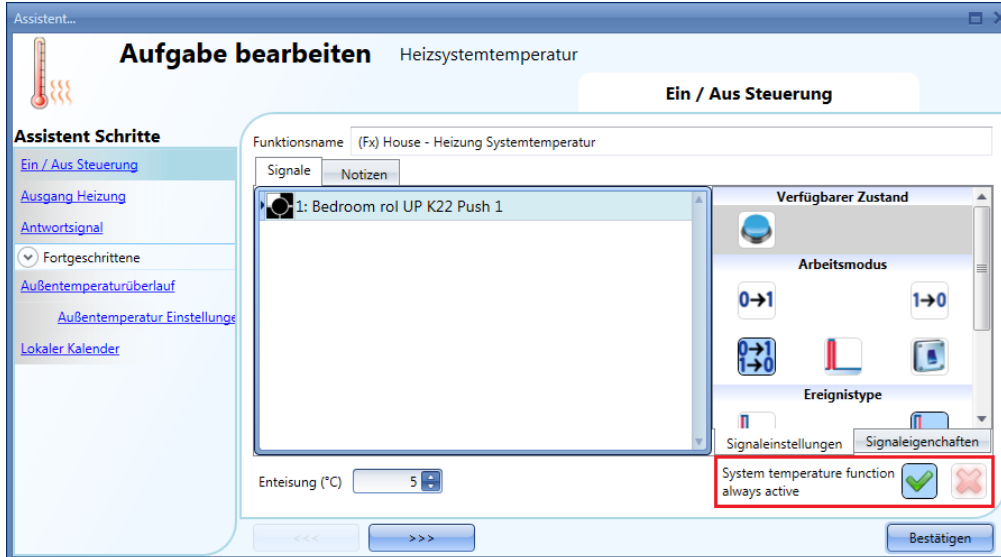 Assistent...
Aufgabe bearbeiten Heizsystemtemperatur
Ein / Aus Steuerung
Assistent Schritte
Ein / Aus Steuerung
Ausgang Heizung
Antwortsignal
Fortgeschrittene
Außentemperaturüberlauf
Außentemperatur Einstellunge
Lokaler Kalender
Funktionsname (Fx) House - Heizung Systemtemperatur
Signale Notizen
1: Bedroom rol UP K22 Push 1
Verfügbarer Zustand
Arbeitsmodus
0→1 1→0
0→1
1→0
Ereignistype
Signaleinstellungen Signaleigenchaften
Enteisung (°C) 5
System temperature function
always active
<<< >>> Bestätigen